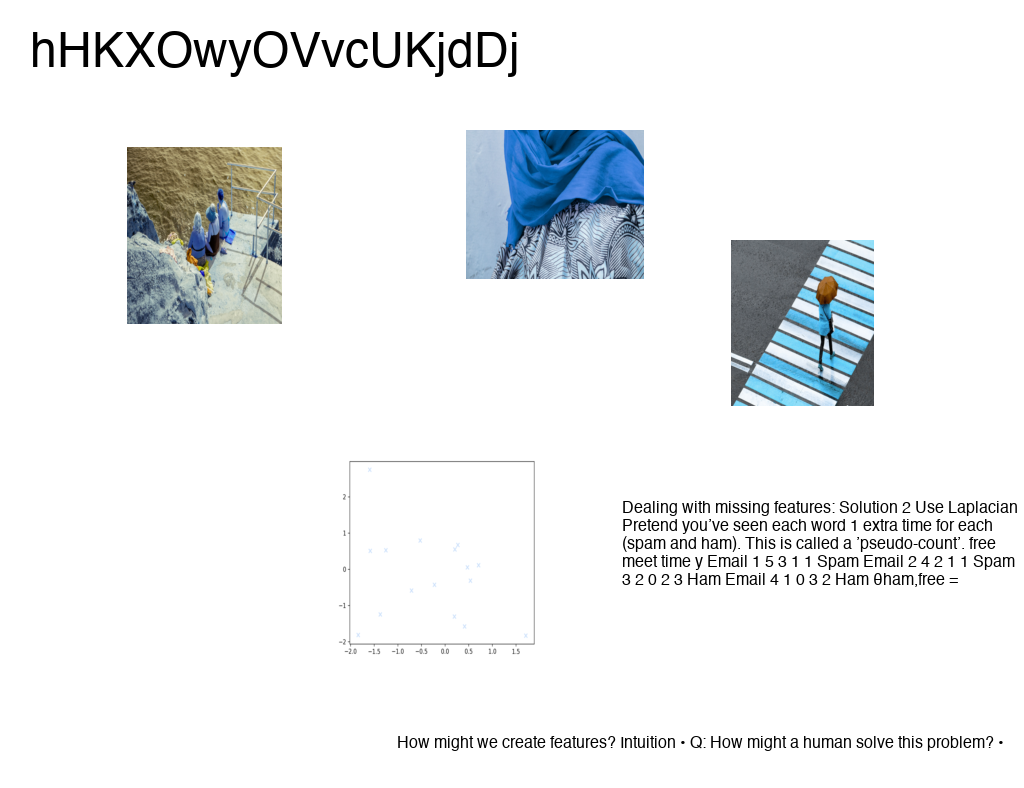 hHKXOwyOVvcUKjdDj
2
1
0
−1
−2
−2.0 −1.5 −1.0 −0.5 0.0 0.5 1.0 1.5
Dealing with missing features: Solution 2 Use Laplacian
Pretend you've seen each word 1 extra time for each
(spam and ham). This is called a 'pseudo-count'. free
meet time y Email 1 5 3 1 1 Spam Email 2 4 2 1 1 Spam
3 2 0 2 3 Ham Email 4 1 0 3 2 Ham θham,free =
How might we create features? Intuition • Q: How might a human solve this problem? •